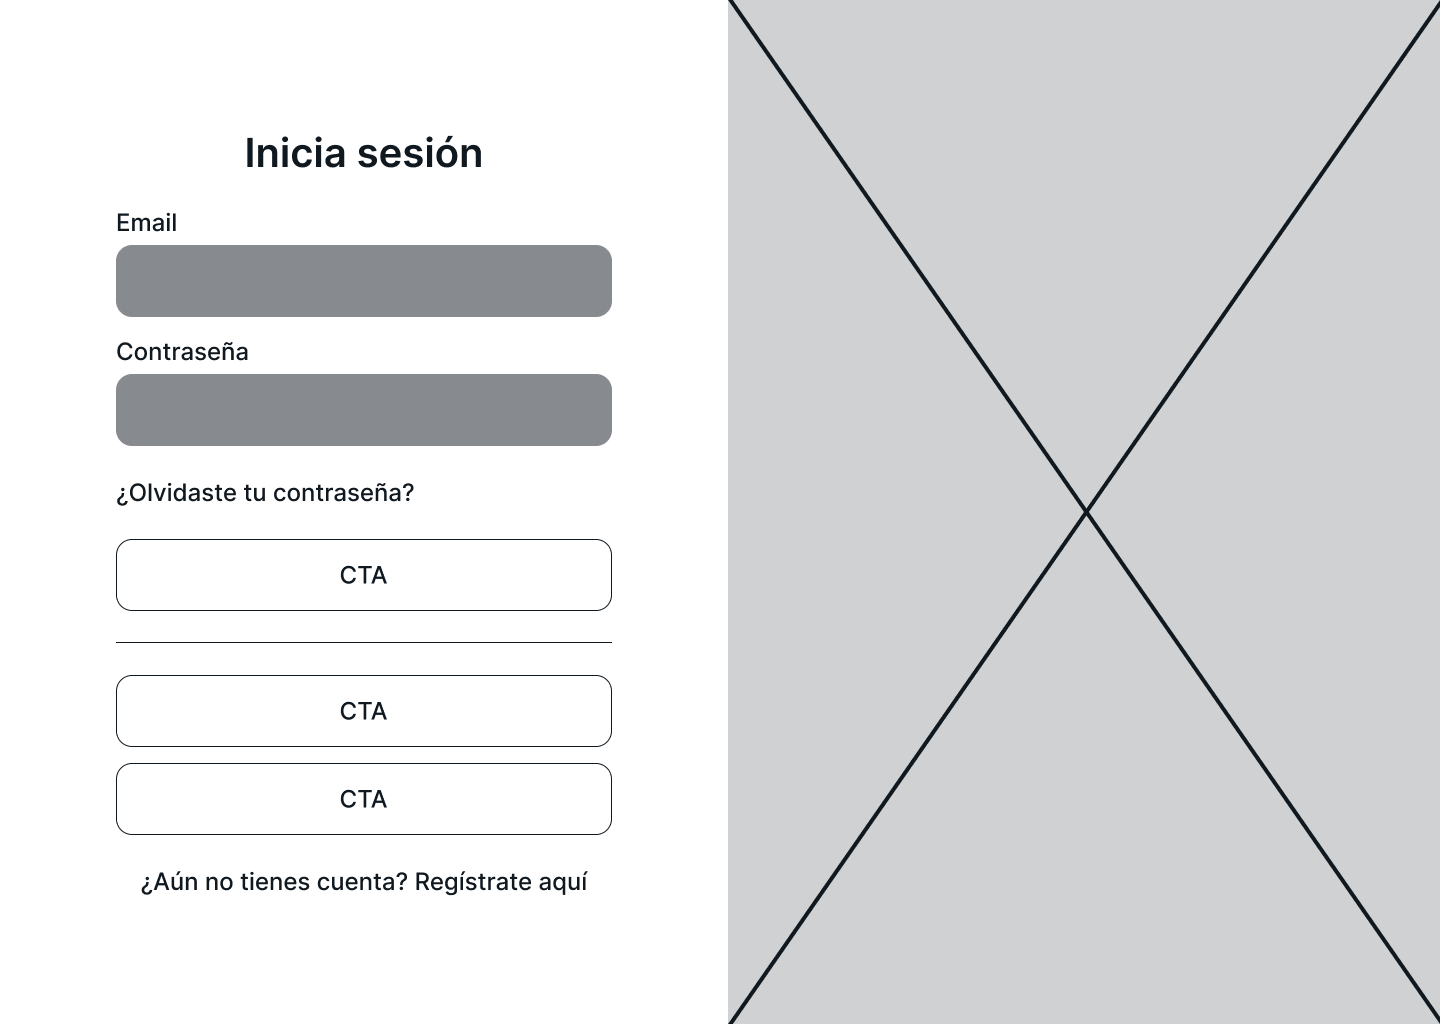 Inicia sesión
Email
Contraseña
¿Olvidaste tu contraseña?
CTA
CTA
CTA
¿Aún no tienes cuenta? Regístrate aquí